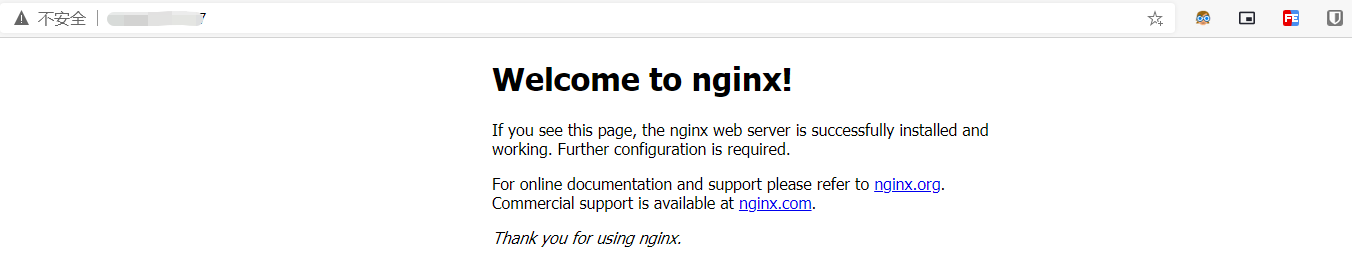 不安全
7
FE
Welcome to nginx!
If you see this page, the nginx web server is successfully installed and
working. Further configuration is required.
For online documentation and support please refer to nginx.org.
Commercial support is available at nginx.com.
Thank you for using nginx.